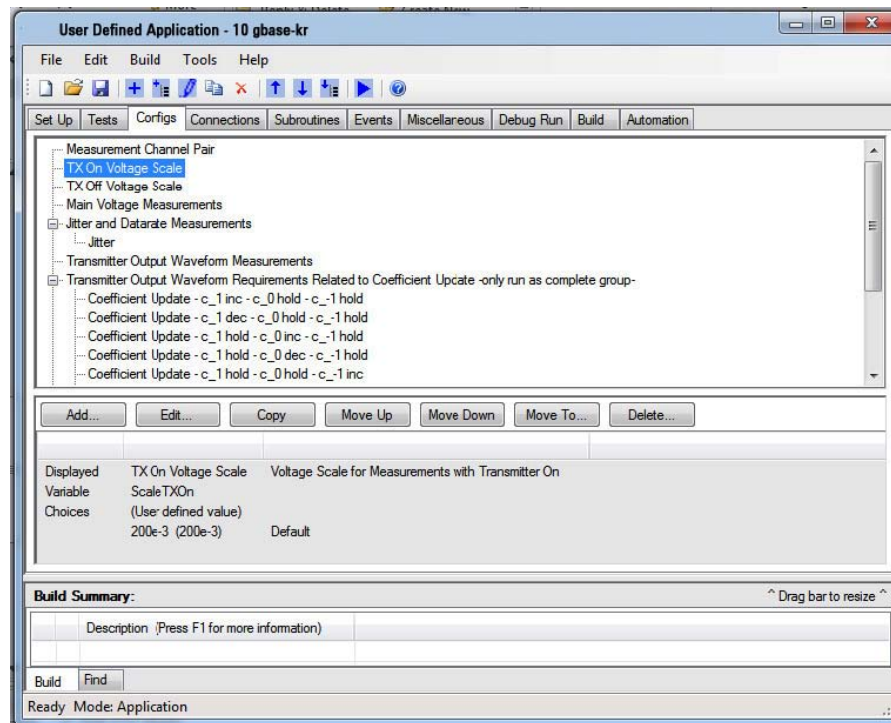 User Defined Application - 10 gbase-kr
File Edit Build Tools Help
Set Up Tests Configs Connections Subroutines Events Miscellaneous Debug Run Build Automation
Measurement Channel Pair
TX On Voltage Scale
TX Off Voltage Scale
Main Voltage Measurements
Jitter and Datarate Measurements
Jitter
Transmitter Output Waveform Measurements
Transmitter Output Waveform Requirements Related to Coefficient Update -only run as complete group-
Coefficient Update - c_1 inc - c_0 hold - c_-1 hold
Coefficient Update - c_1 dec - c_0 hold - c_-1 hold
Coefficient Update - c_1 hold - c_0 inc - c_-1 hold
Coefficient Update - c_1 hold - c_0 dec - c_-1 hold
Coefficient Update - c_1 hold - c_0 hold - c_-1 inc
Add... Edit... Copy Move Up Move Down Move To... Delete...
Displayed TX On Voltage Scale Voltage Scale for Measurements with Transmitter On
Variable ScaleTXOn
Choices (User defined value)
200e-3 (200e-3) Default
Build Summary: ^ Drag bar to resize ^
Description (Press F1 for more information)
Build Find
Ready Mode: Application